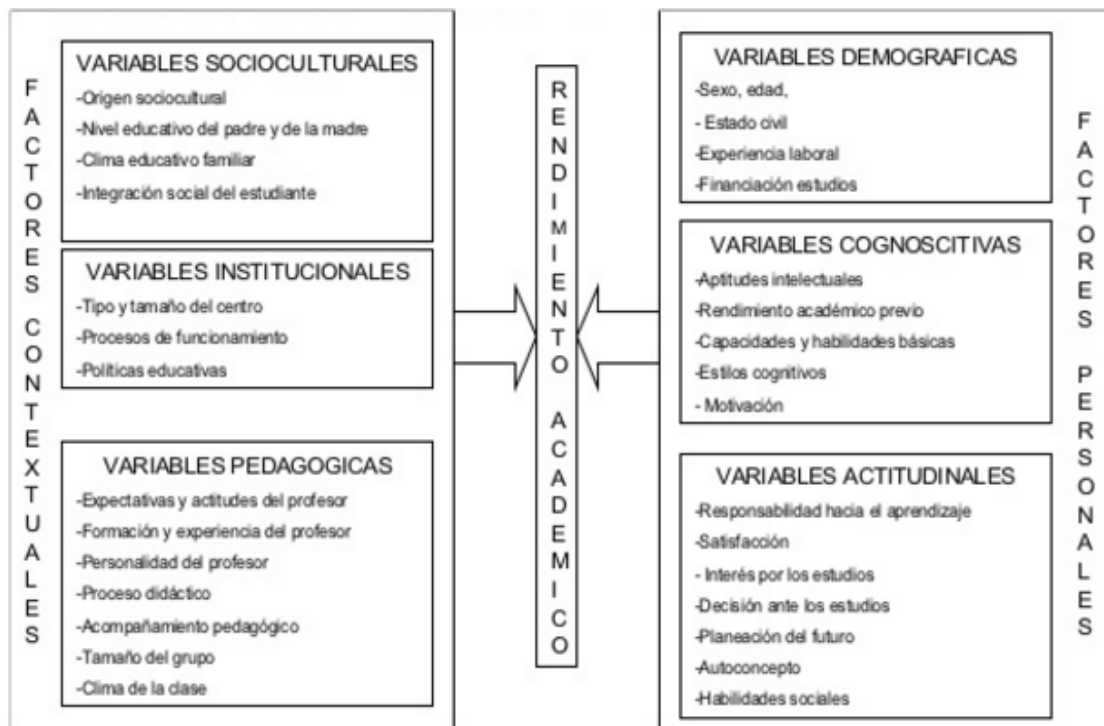 FACTORES CONTEXTUALES
VARIABLES SOCIOCULTURALES
-Origen sociocultural
-Nivel educativo del padre y de la madre
-Clima educativo familiar
-Integración social del estudiante
VARIABLES INSTITUCIONALES
-Tipo y tamaño del centro
-Procesos de funcionamiento
-Políticas educativas
VARIABLES PEDAGOGICAS
-Expectativas y actitudes del profesor
-Formación y experiencia del profesor
-Personalidad del profesor
-Proceso didáctico
-Acompañamiento pedagógico
-Tamaño del grupo
-Clima de la clase
RENDIMIENTO ACADEMICO
VARIABLES DEMOGRAFICAS
-Sexo, edad,
- Estado civil
-Experiencia laboral
-Financiación estudios
VARIABLES COGNOSCITIVAS
-Aptitudes intelectuales
-Rendimiento académico previo
-Capacidades y habilidades básicas
-Estilos cognitivos
- Motivación
VARIABLES ACTITUDINALES
-Responsabilidad hacia el aprendizaje
-Satisfacción
- Interés por los estudios
-Decisión ante los estudios
-Planeación del futuro
-Autoconcepto
-Habilidades sociales
FACTORES PERSONALES